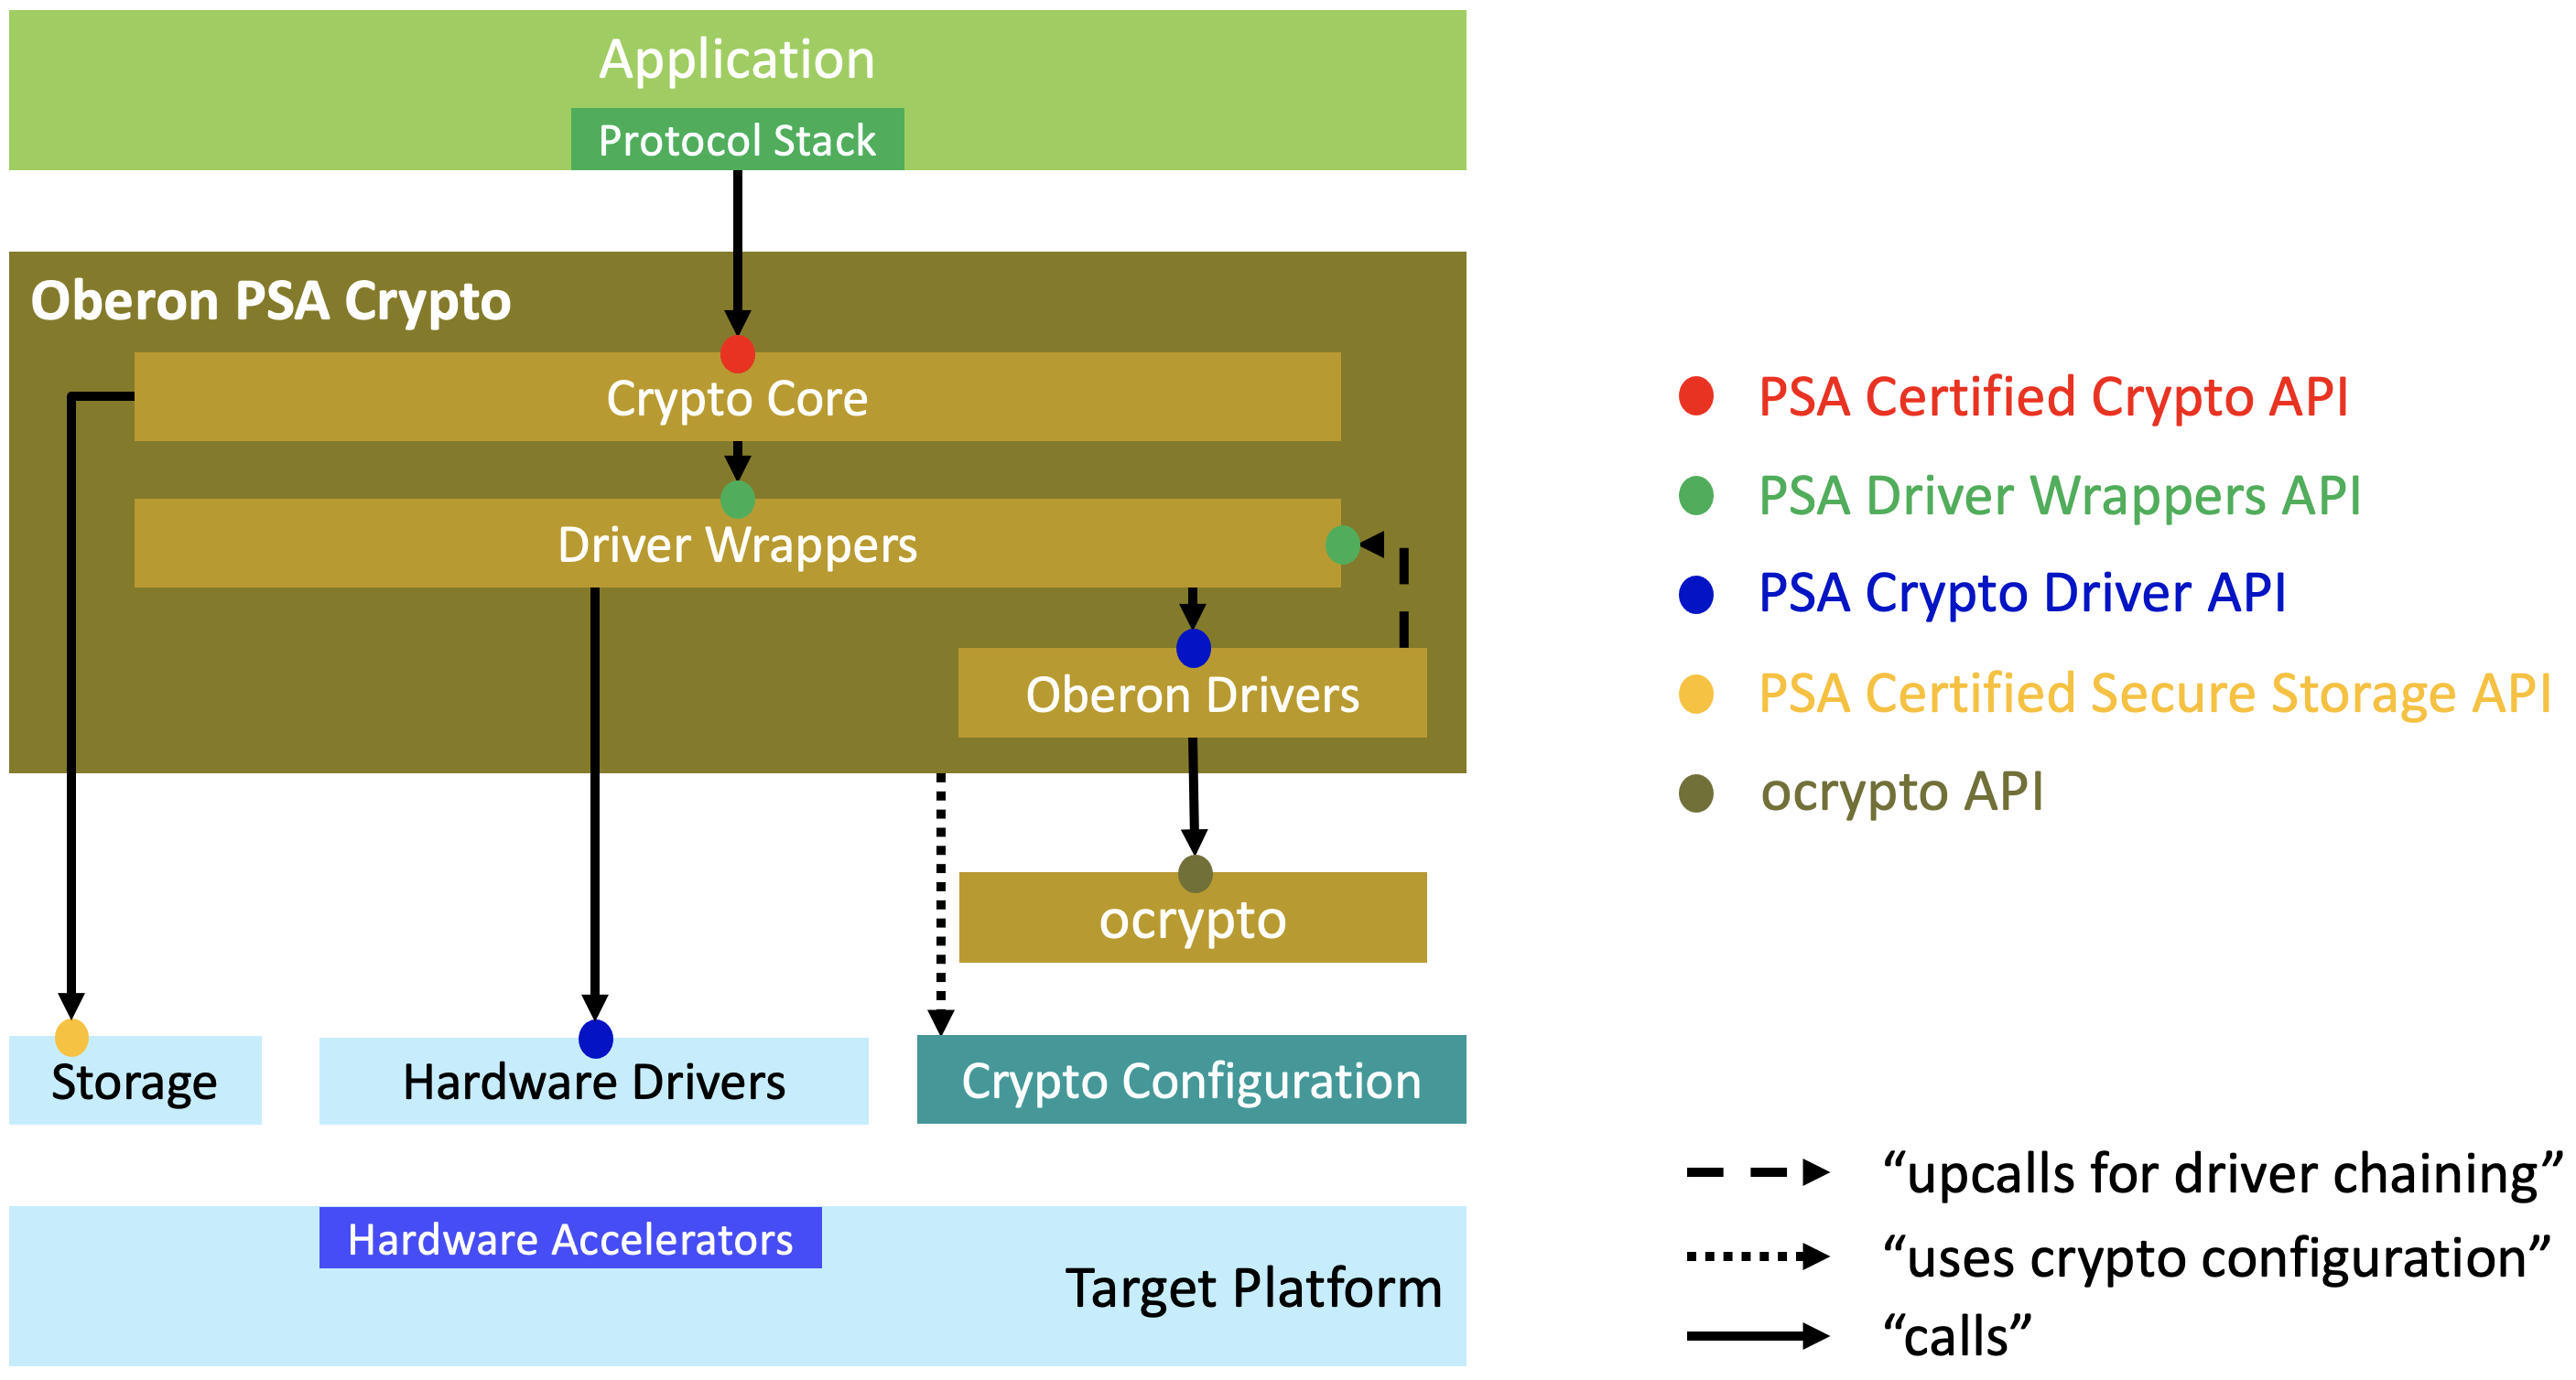 Application
Protocol Stack
Oberon PSA Crypto
Crypto Core
Driver Wrappers
Oberon Drivers
ocrypto
Storage
Hardware Drivers
Crypto Configuration
Hardware Accelerators
Target Platform
PSA Certified Crypto API
PSA Driver Wrappers API
PSA Crypto Driver API
PSA Certified Secure Storage API
ocrypto API
“upcalls for driver chaining”
“uses crypto configuration”
“calls”